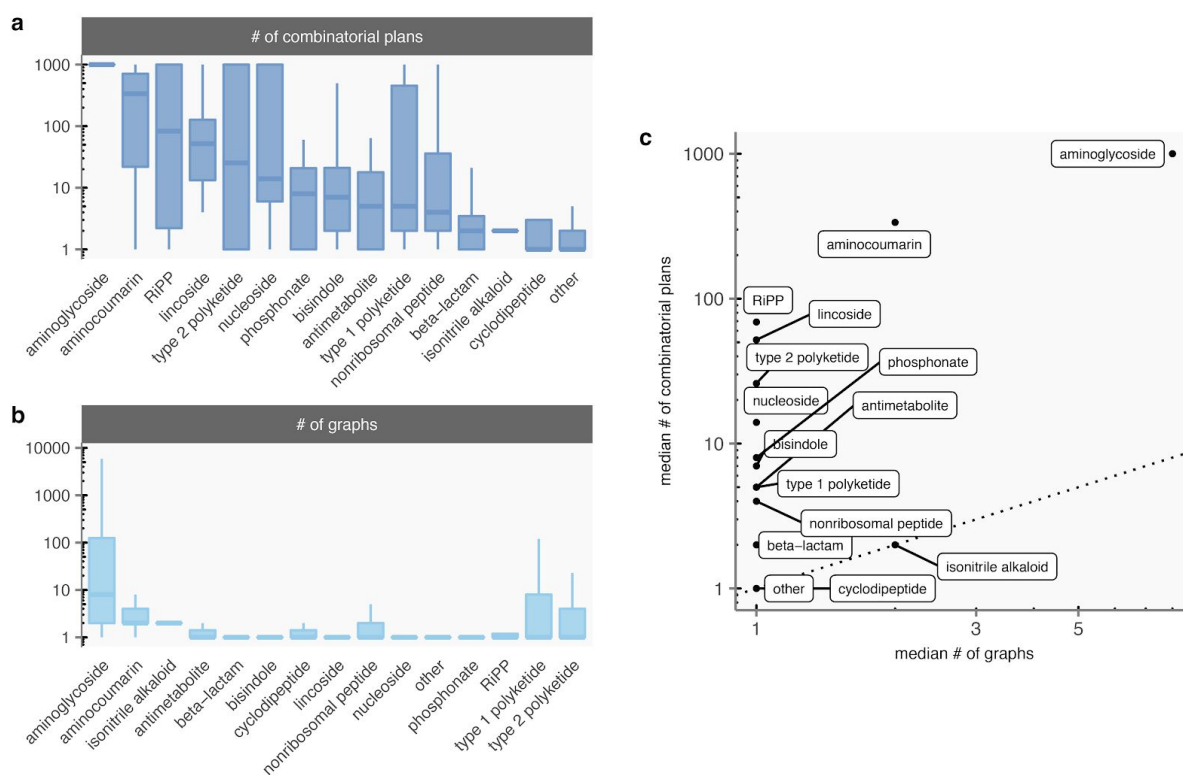 a
# of combinatorial plans
1000
100
10
1
aminoglycoside
aminocoumarin
RiPP
lincoside
type 2 polyketide
nucleoside
phosphonate
bisindole
antimetabolite
type 1 polyketide
nonribosomal peptide
beta−lactam
isonitrile alkaloid
cyclodipeptide
other
b
# of graphs
10000
1000
100
10
1
aminoglycoside
aminocoumarin
isonitrile alkaloid
antimetabolite
beta−lactam
bisindole
cyclodipeptide
lincoside
nonribosomal peptide
nucleoside
other
phosphonate
RiPP
type 1 polyketide
type 2 polyketide
c
median # of combinatorial plans
1000
100
10
1
aminoglycoside
aminocoumarin
RiPP
lincoside
type 2 polyketide
phosphonate
nucleoside
antimetabolite
bisindole
type 1 polyketide
nonribosomal peptide
beta−lactam
isonitrile alkaloid
other
cyclodipeptide
1
3
5
median # of graphs